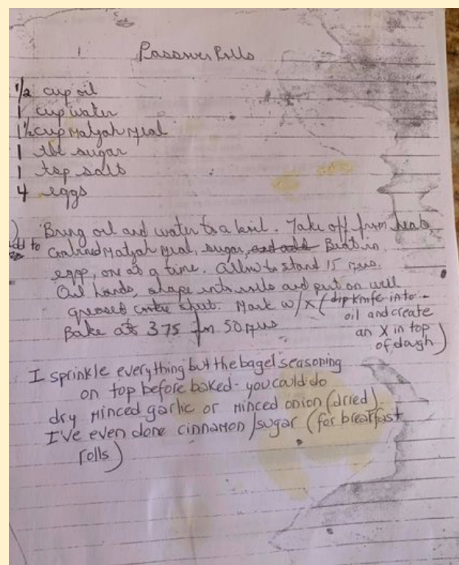 Passover Rolls
1/2 cup oil
1 cup water
1 1/2 cup Matzah Meal
1 tbl sugar
1 tsp salt
4 eggs
Bring oil and water to a boil. Take off from heat
add to Combined Matzah Meal, sugar, Beat in
eggs, one at a time. Allow to stand 15 mins.
Oil hands, shape into rolls and put on well
greased cookie sheet. Mark w/ X (dip knife into
oil and create
an X in top
of dough)
Bake at 375 for 50 mins
I sprinkle everything but the bagel seasoning
on top before baked - you could do
dry minced garlic or minced onion (dried)
I've even done cinnamon/sugar (for breakfast
rolls)